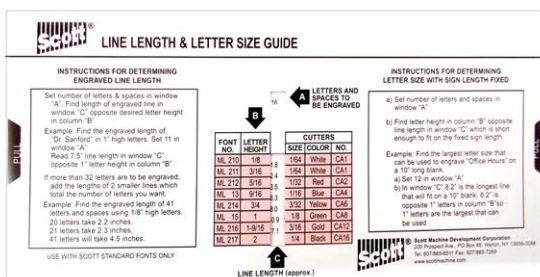 Scott
LINE LENGTH & LETTER SIZE GUIDE
INSTRUCTIONS FOR DETERMINING
ENGRAVED LINE LENGTH
Set number of letters & spaces in window
"A". Find length of engraved line in
window "C" opposite desired letter height
in column "B"
Example: Find the engraved length of
"Dr. Sanford" in 1" high letters. Set 11 in
window "A"
Read 7.5" line length in window "C"
opposite 1" letter height in column "B"
If more than 32 letters are to be engraved,
add the lengths of 2 smaller lines which
total the number of letters you want.
Example: Find the engraved length of 41
letters and spaces using 1/8" high letters.
20 letters take 2.2 inches.
21 letters take 2.3 inches.
41 letters will take 4.5 inches.
USE WITH SCOTT STANDARD FONTS ONLY
PULL
16
A
LETTERS AND
SPACES TO
BE ENGRAVED
B
FONT NO. LETTER HEIGHT CUTTERS
SIZE COLOR NO.
ML 210 1/8 1/64 White CA1
ML 211 3/16 1/64 White CA1
ML 212 5/16 1/32 Red CA2
ML 13 9/16 1/16 Blue CA4
ML 214 3/4 3/32 Yellow CA6
ML 15 1 1/8 Green CA8
ML 216 1-9/16 3/16 Gold CA12
ML 217 2 1/4 Black CA16
C
LINE LENGTH (approx.)
INSTRUCTIONS FOR DETERMINING
LETTER SIZE WITH SIGN LENGTH FIXED
a) Set number of letters and spaces in
window "A"
b) Find letter height in column "B" opposite
line length in window "C" which is short
enough to fit on the fixed sign length.
Example: Find the largest letter size that
can be used to engrave "Office Hours" on
a 10" long blank.
a) Set 12 in window "A"
b) In window "C" 8.2" is the longest line
that will fit on a 10" blank. 8.2" is
opposite 1" letters in column "B" so
1" letters are the largest that can
be used
PULL
Scott
Scott Machine Development Corporation
200 Prospect Ave., PO Box 88, Walton, NY
www.scottmachine.com